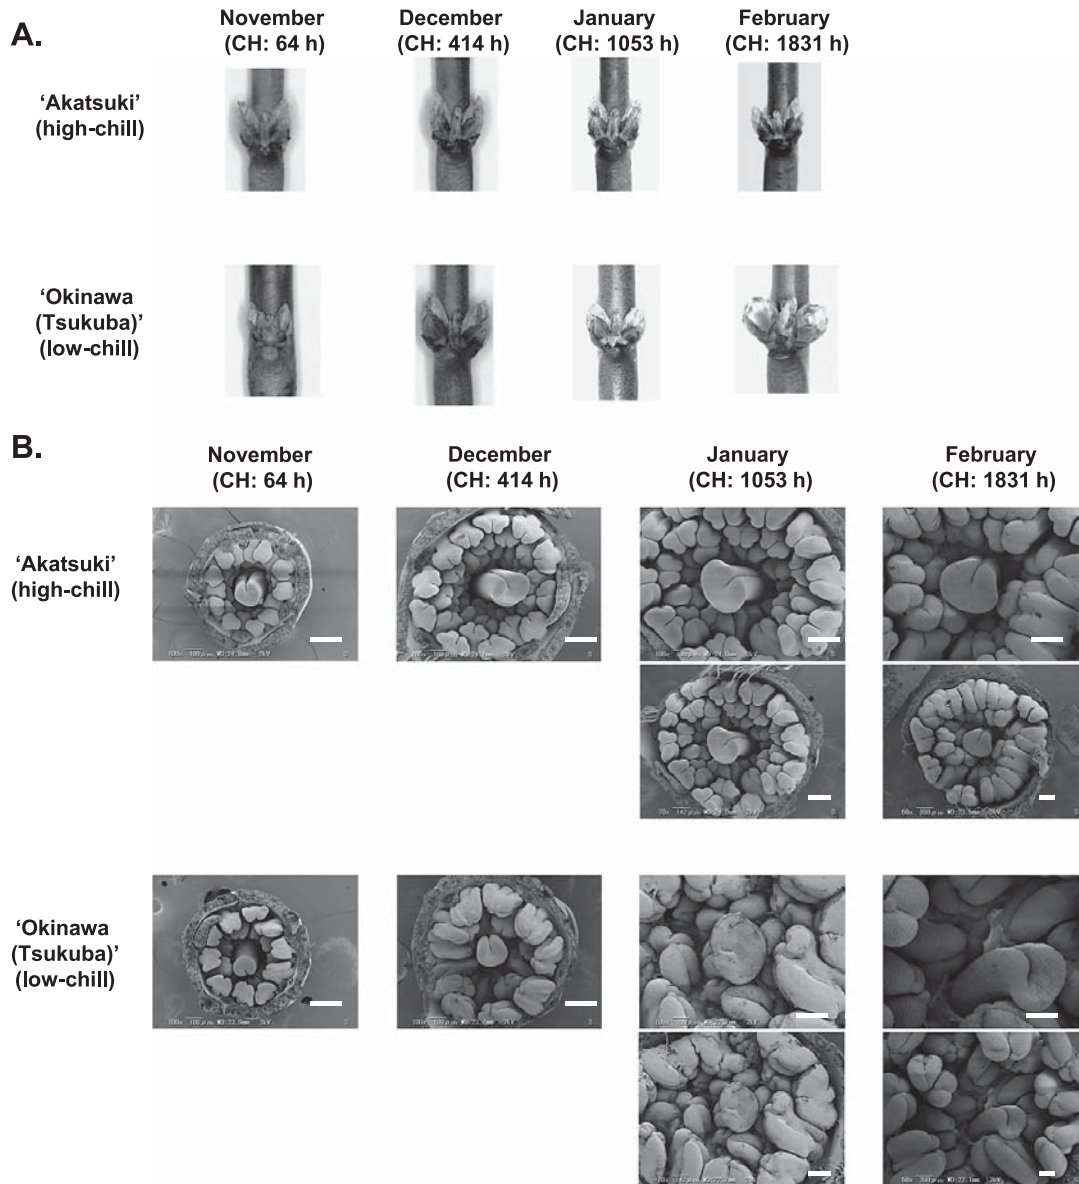 A.
November
(CH: 64 h)
December
(CH: 414 h)
January
(CH: 1053 h)
February
(CH: 1831 h)
‘Akatsuki’
(high-chill)
‘Okinawa
(Tsukuba)’
(low-chill)
B.
November
(CH: 64 h)
December
(CH: 414 h)
January
(CH: 1053 h)
February
(CH: 1831 h)
‘Akatsuki’
(high-chill)
‘Okinawa
(Tsukuba)’
(low-chill)